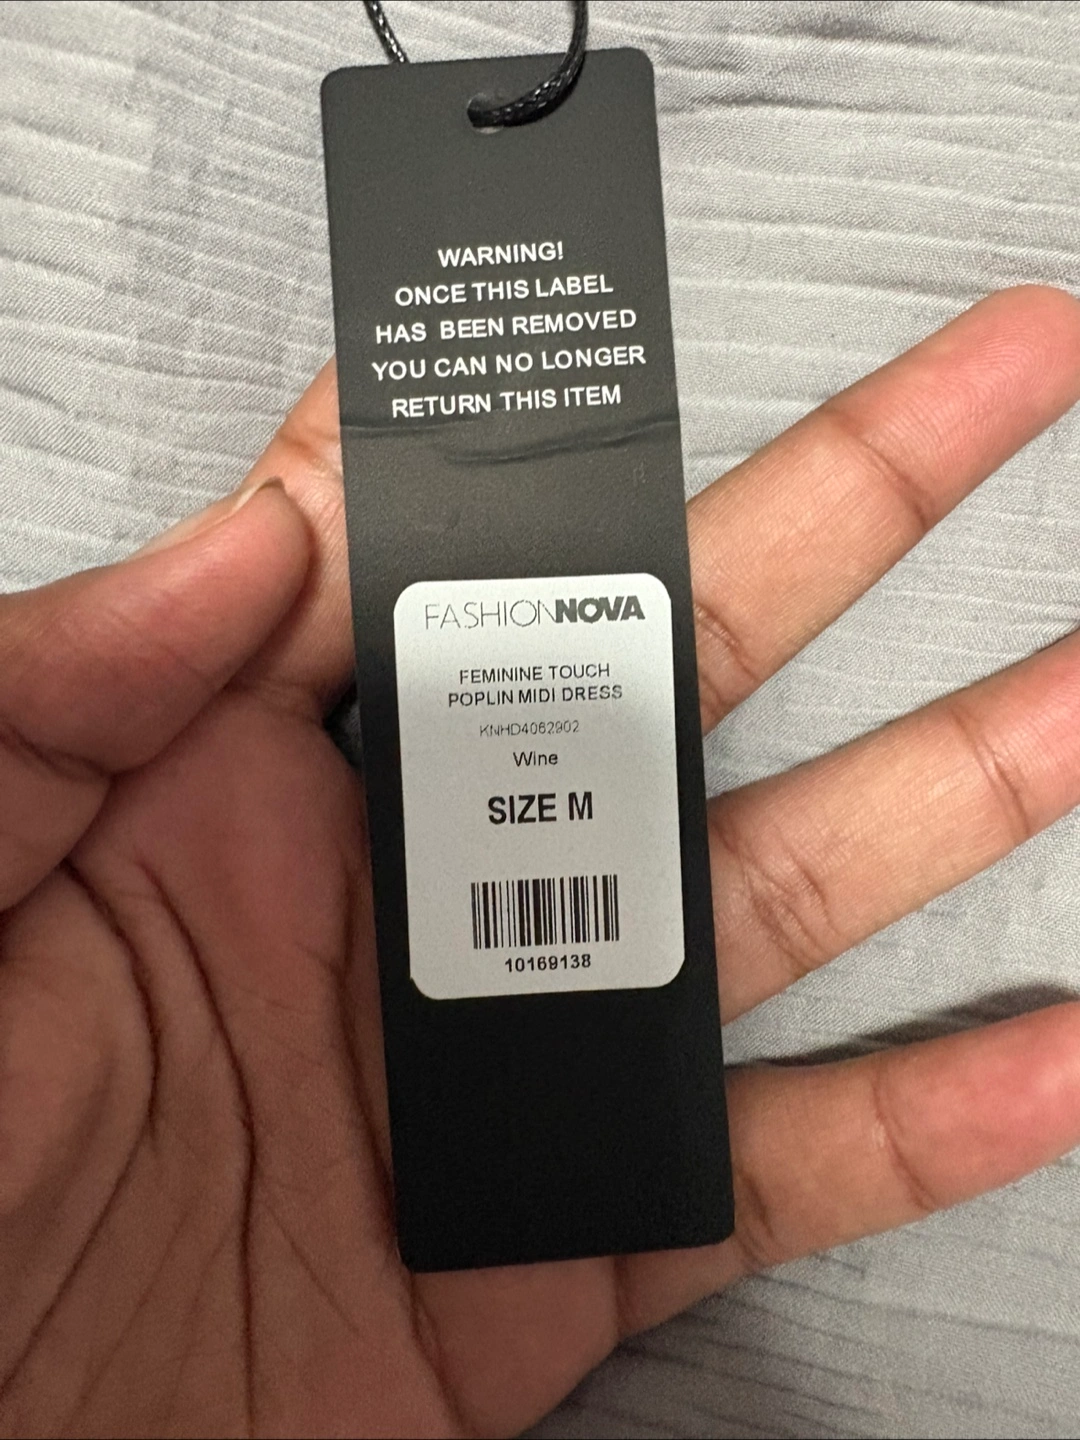 WARNING!
ONCE THIS LABEL
HAS BEEN REMOVED
YOU CAN NO LONGER
RETURN THIS ITEM
FASHIONNOVA
FEMININE TOUCH
POPLIN MIDI DRESS
KNHD4062902
Wine
SIZE M
10169138